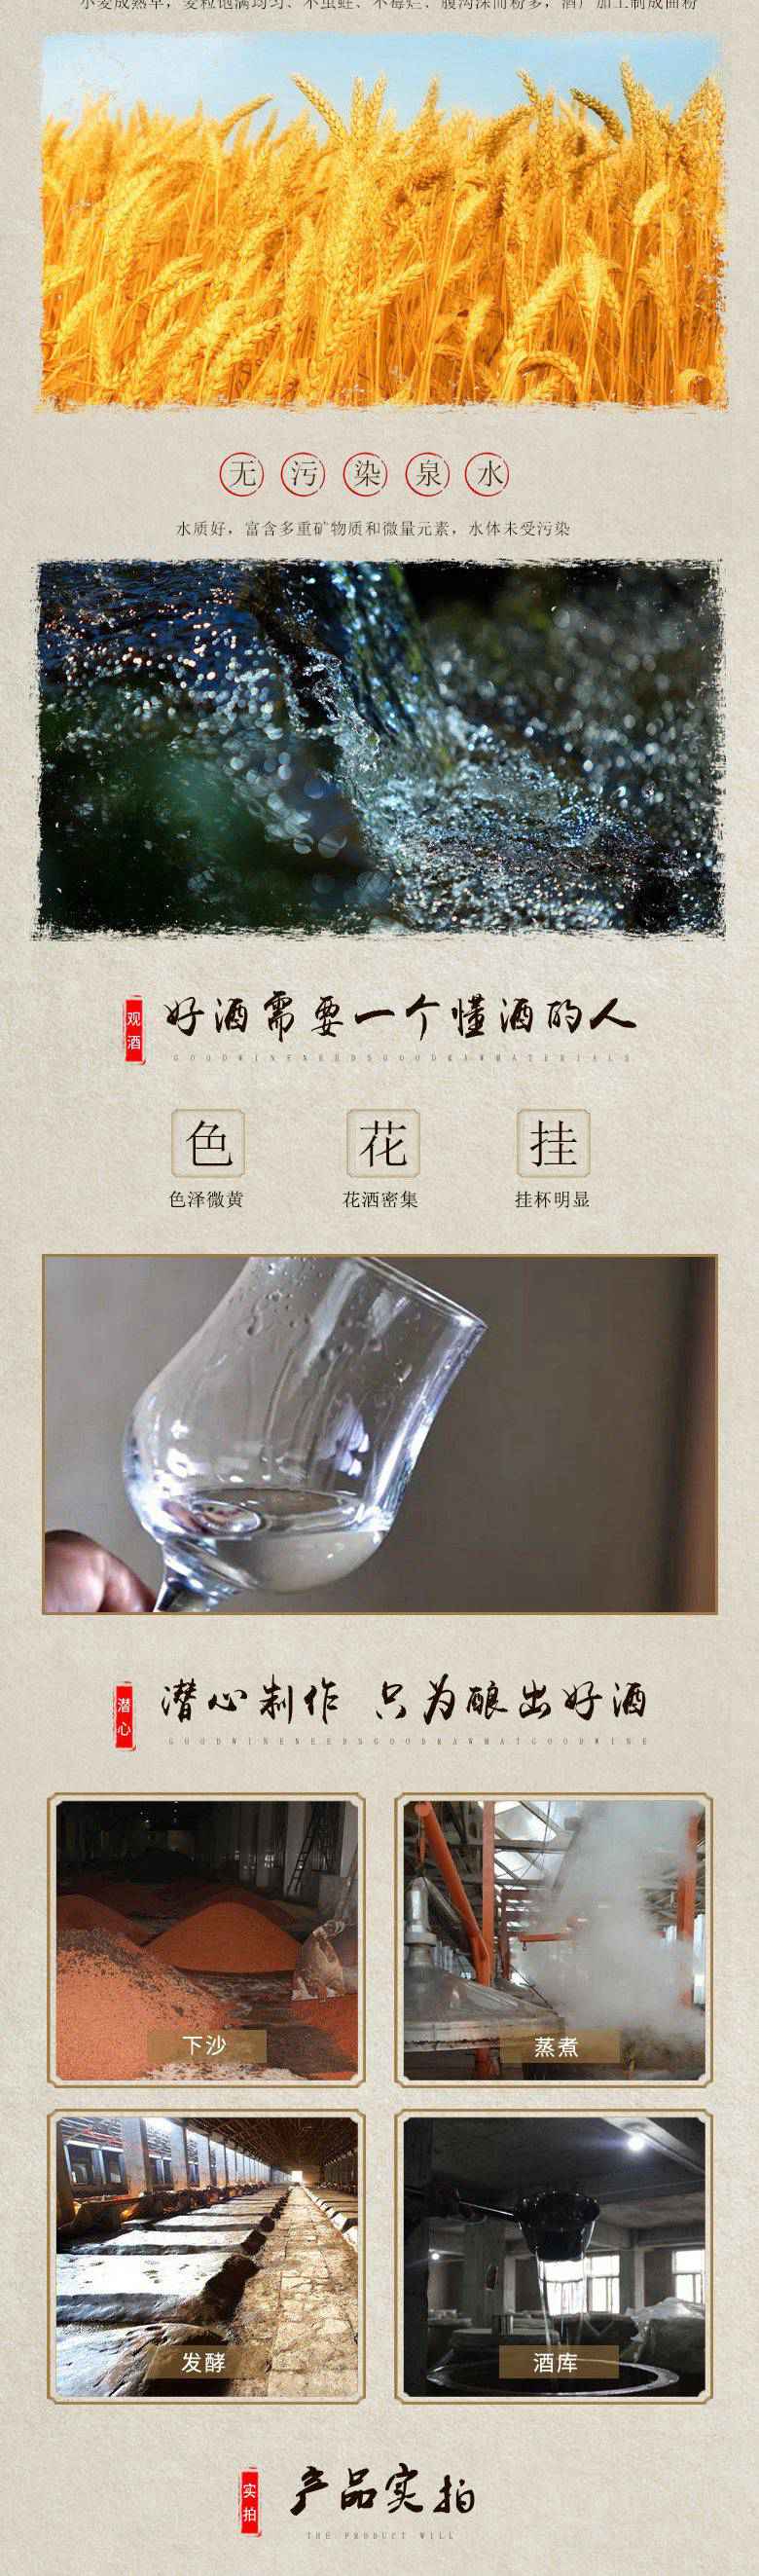 小麦成熟早，麦粒饱满均匀、不虫蛀、不霉烂、腹沟深而粉多，酒厂加工制成曲粉
无污染泉水
水质好，富含多重矿物质和微量元素，水体未受污染
观酒
好酒需要一个懂酒的人
GOODWINENEEDSGOODRAWMATERIALS
色 花 挂
色泽微黄 花洒密集 挂杯明显
潜心
潜心制作 只为酿出好酒
GOODWINENEEDSGOODRAWMATGOODWINE
下沙 蒸煮
发酵 酒库
实拍
产品实拍
THE PRODUCT WILL